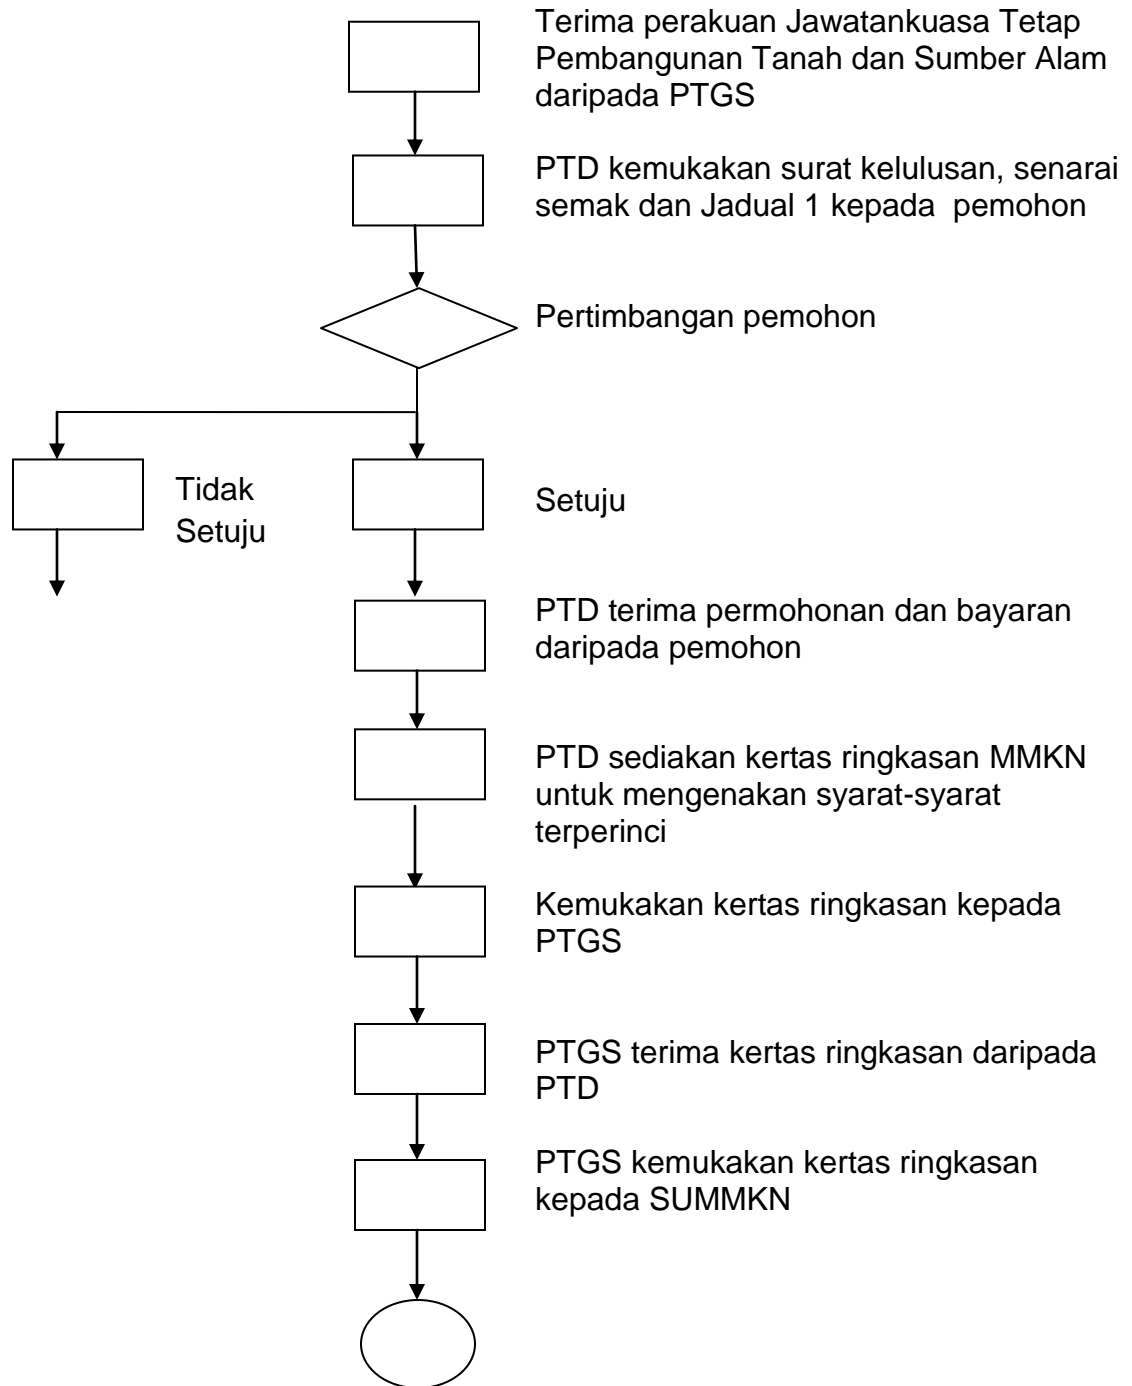 Terima perakuan Jawatankuasa Tetap
Pembangunan Tanah dan Sumber Alam
daripada PTGS
PTD kemukakan surat kelulusan, senarai
semak dan Jadual 1 kepada pemohon
Pertimbangan pemohon
Tidak
Setuju
Setuju
PTD terima permohonan dan bayaran
daripada pemohon
PTD sediakan kertas ringkasan MMKN
untuk mengenakan syarat-syarat
terperinci
Kemukakan kertas ringkasan kepada
PTGS
PTGS terima kertas ringkasan daripada
PTD
PTGS kemukakan kertas ringkasan
kepada SUMMKN